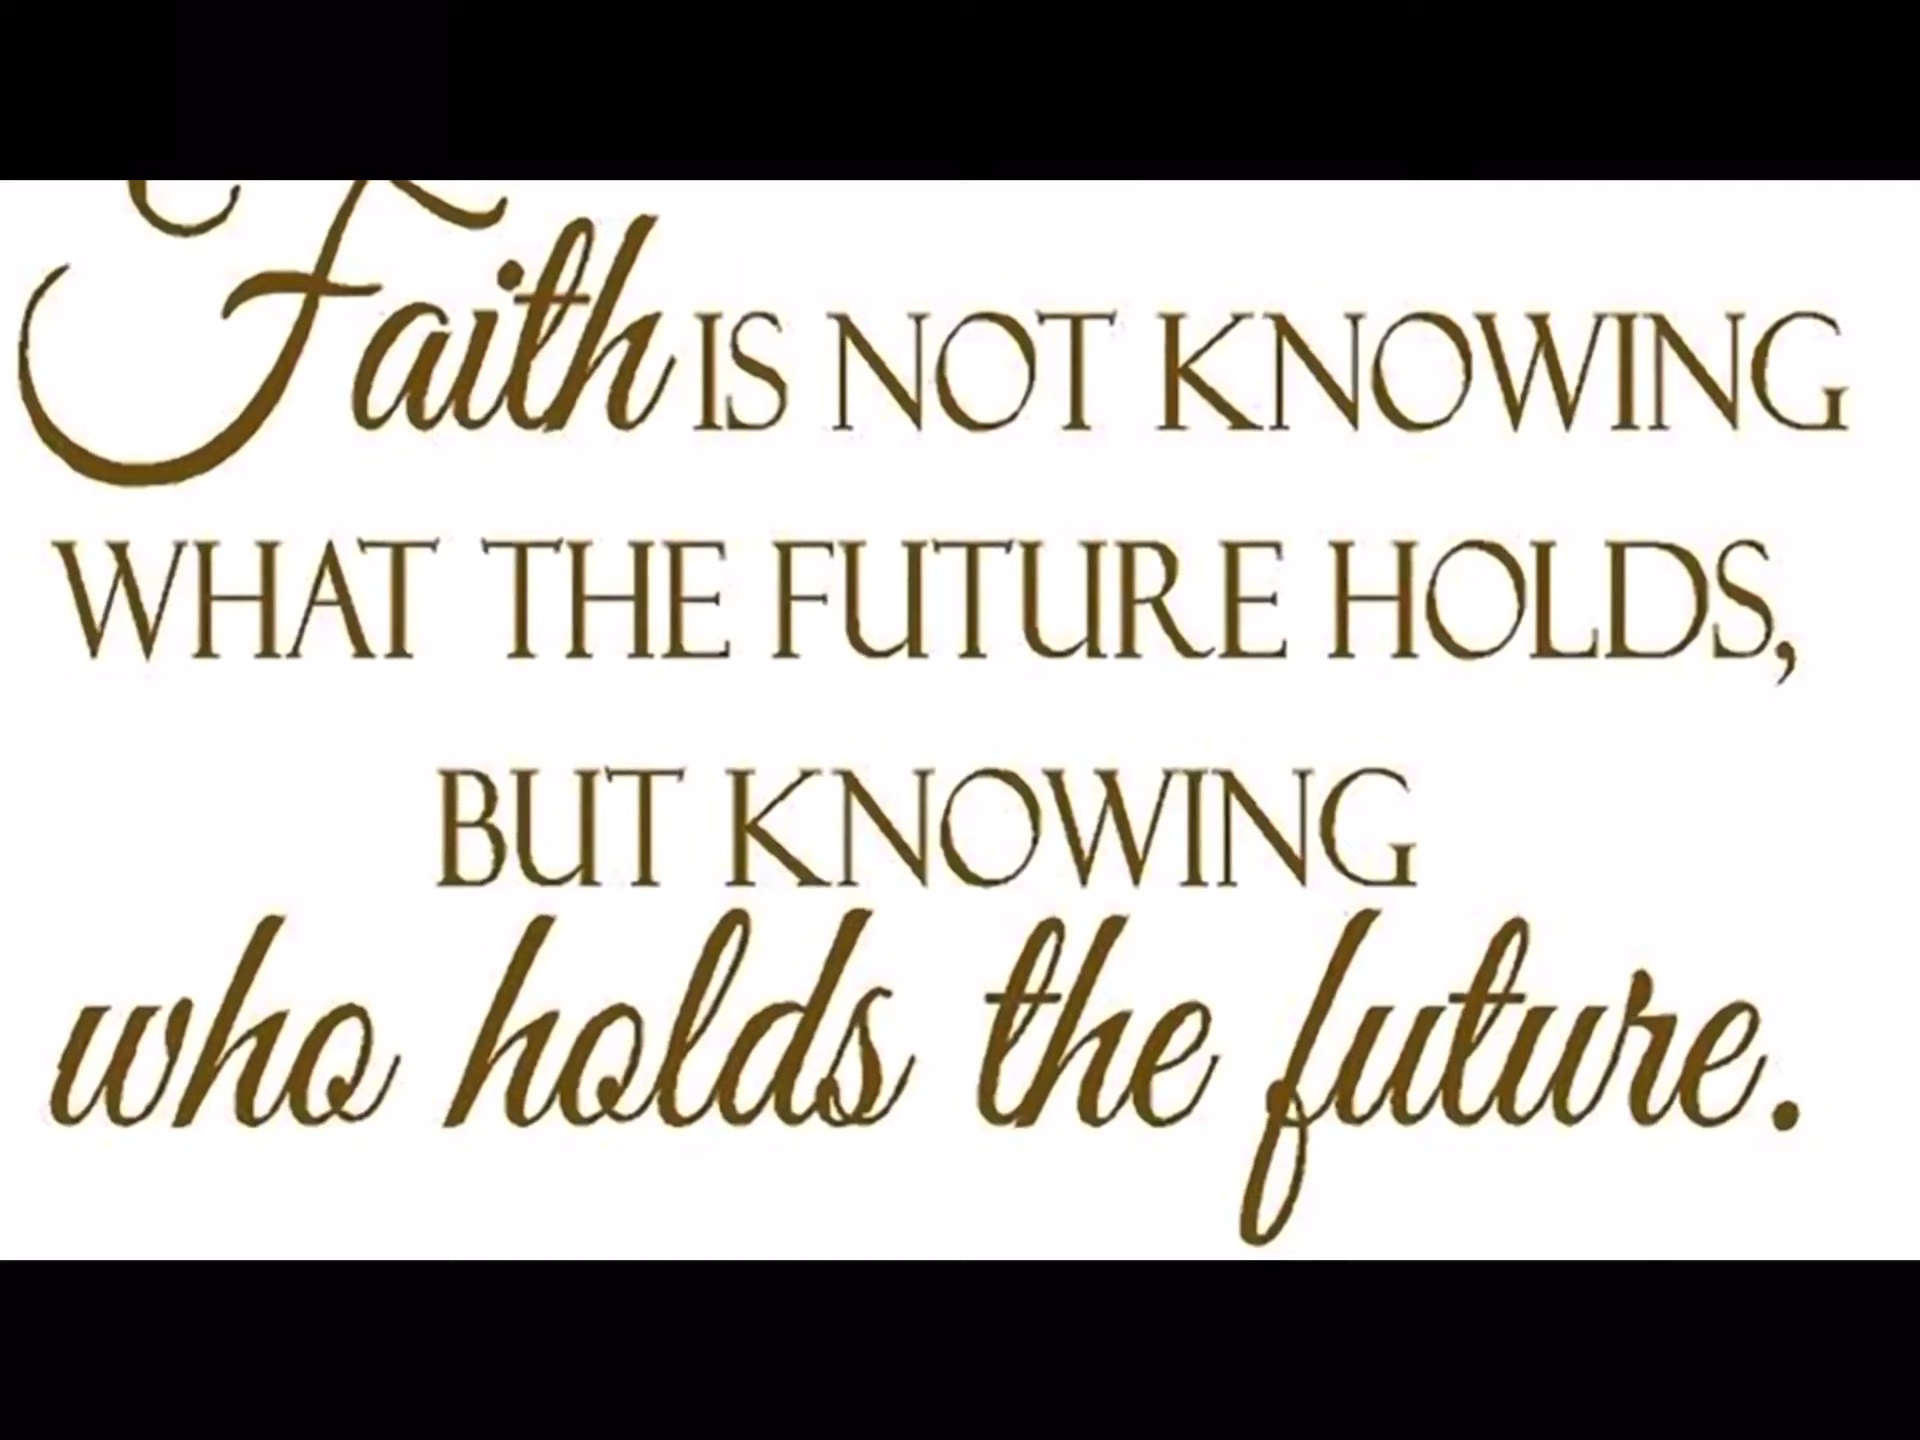 Faith IS NOT KNOWING
WHAT THE FUTURE HOLDS,
BUT KNOWING
who holds the future.